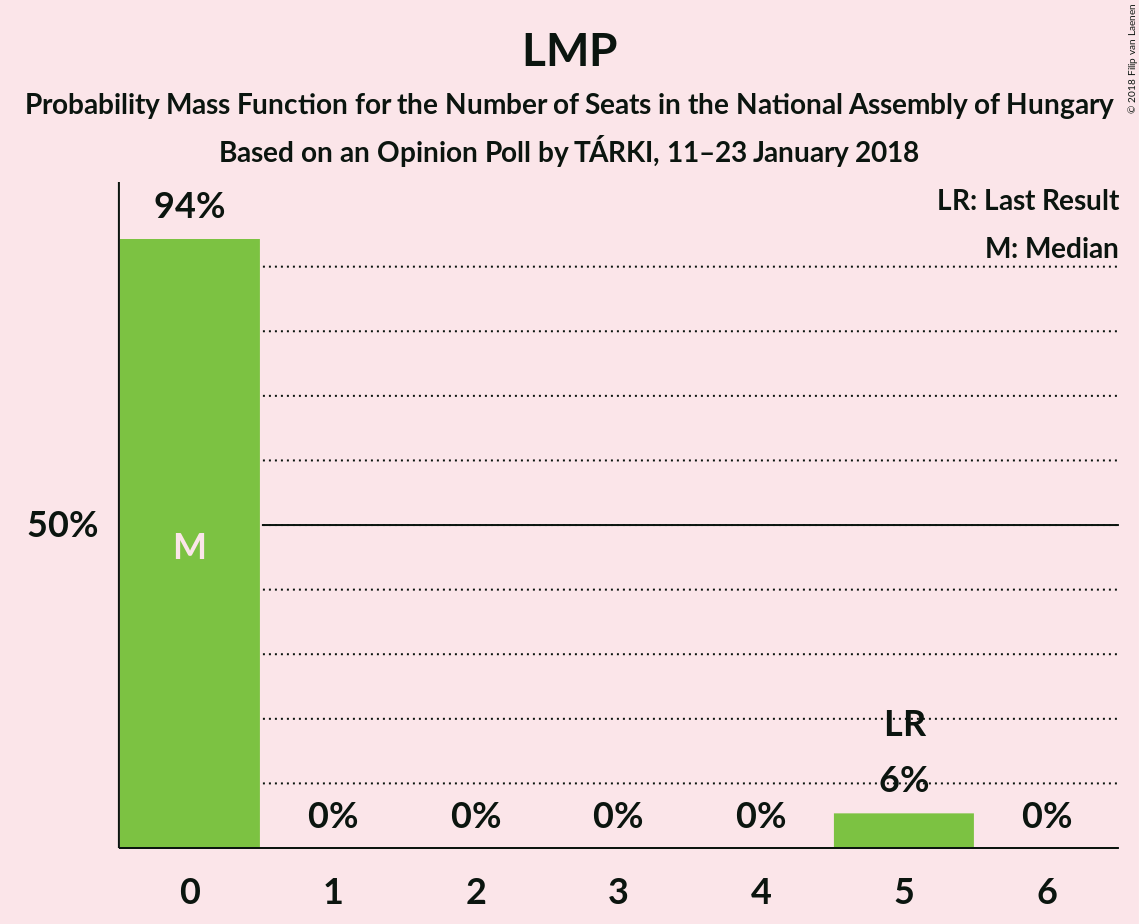 LMP
Probability Mass Function for the Number of Seats in the National Assembly of Hungary
Based on an Opinion Poll by TÁRKI, 11–23 January 2018
© 2018 Filip van Laenen
LR: Last Result
M: Median
94%
50%
M
LR
6%
0%
0%
0%
0%
0%
0
1
2
3
4
5
6